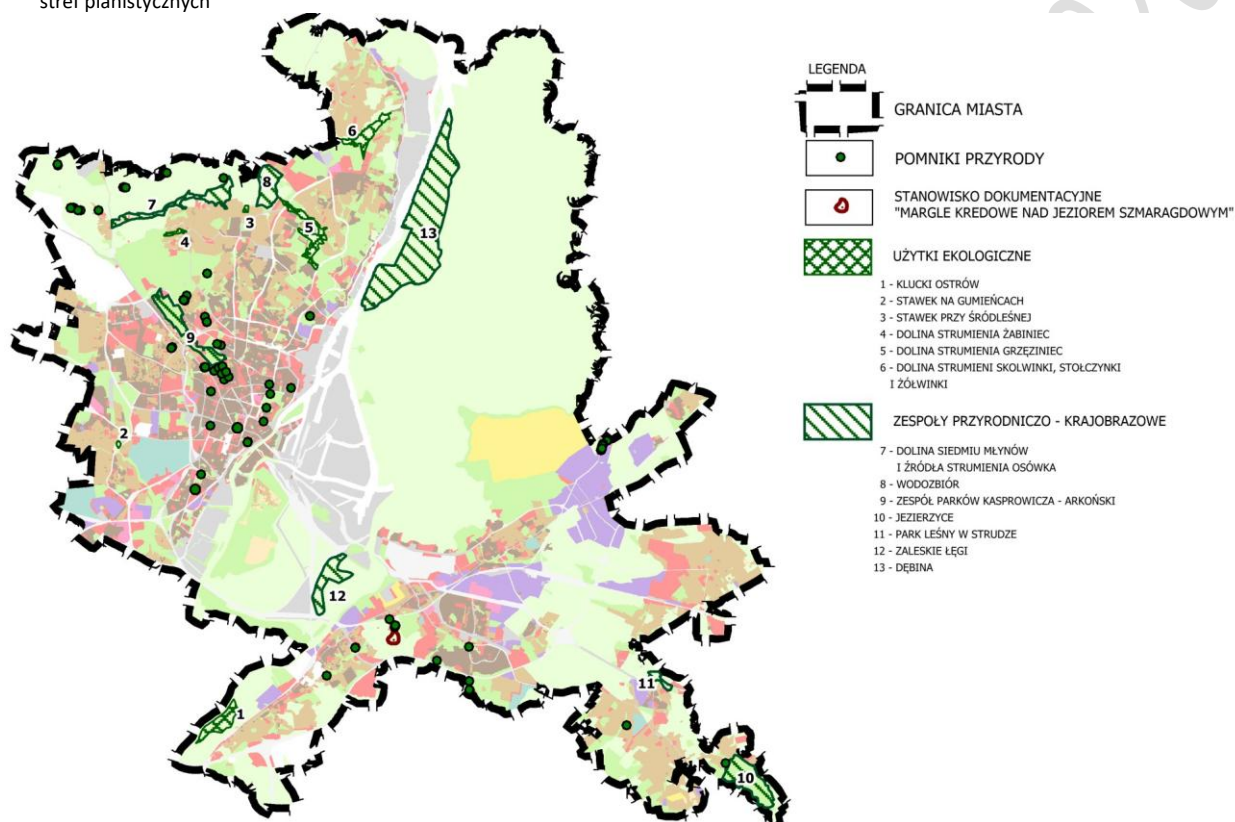 stref planistycznych
LEGENDA
GRANICA MIASTA
POMNIKI PRZYRODY
STANOWISKO DOKUMENTACYJNE
"MARGLE KREDOWE NAD JEZIOREM SZMARAGDOWYM"
UŻYTKI EKOLOGICZNE
1 - KLUCKI OSTRÓW
2 - STAWEK NA GUMIEŃCACH
3 - STAWEK PRZY ŚRÓDLEŚNEJ
4 - DOLINA STRUMIENIA ŻABINIEC
5 - DOLINA STRUMIENIA GRZĘZINIEC
6 - DOLINA STRUMIENI SKOLWINKI, STOŁCZYNKI
I ŻÓŁWINKI
ZESPOŁY PRZYRODNICZO - KRAJOBRAZOWE
7 - DOLINA SIEDMIU MŁYNÓW
I ŹRÓDŁA STRUMIENIA OSÓWKA
8 - WODOZBIÓR
9 - ZESPÓŁ PARKÓW KASPROWICZA - ARKOŃSKI
10 - JEZIERZYCE
11 - PARK LEŚNY W STRUDZE
12 - ZALESKIE ŁĘGI
13 - DĘBINA
6
8
7
3
5
13
4
9
2
12
11
1
10